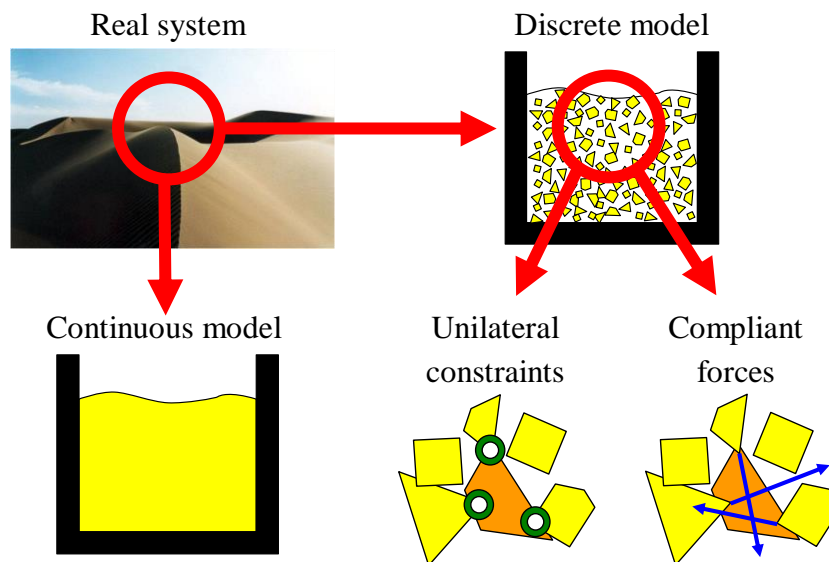 Real system
Discrete model
Continuous model
Unilateral
constraints
Compliant
forces